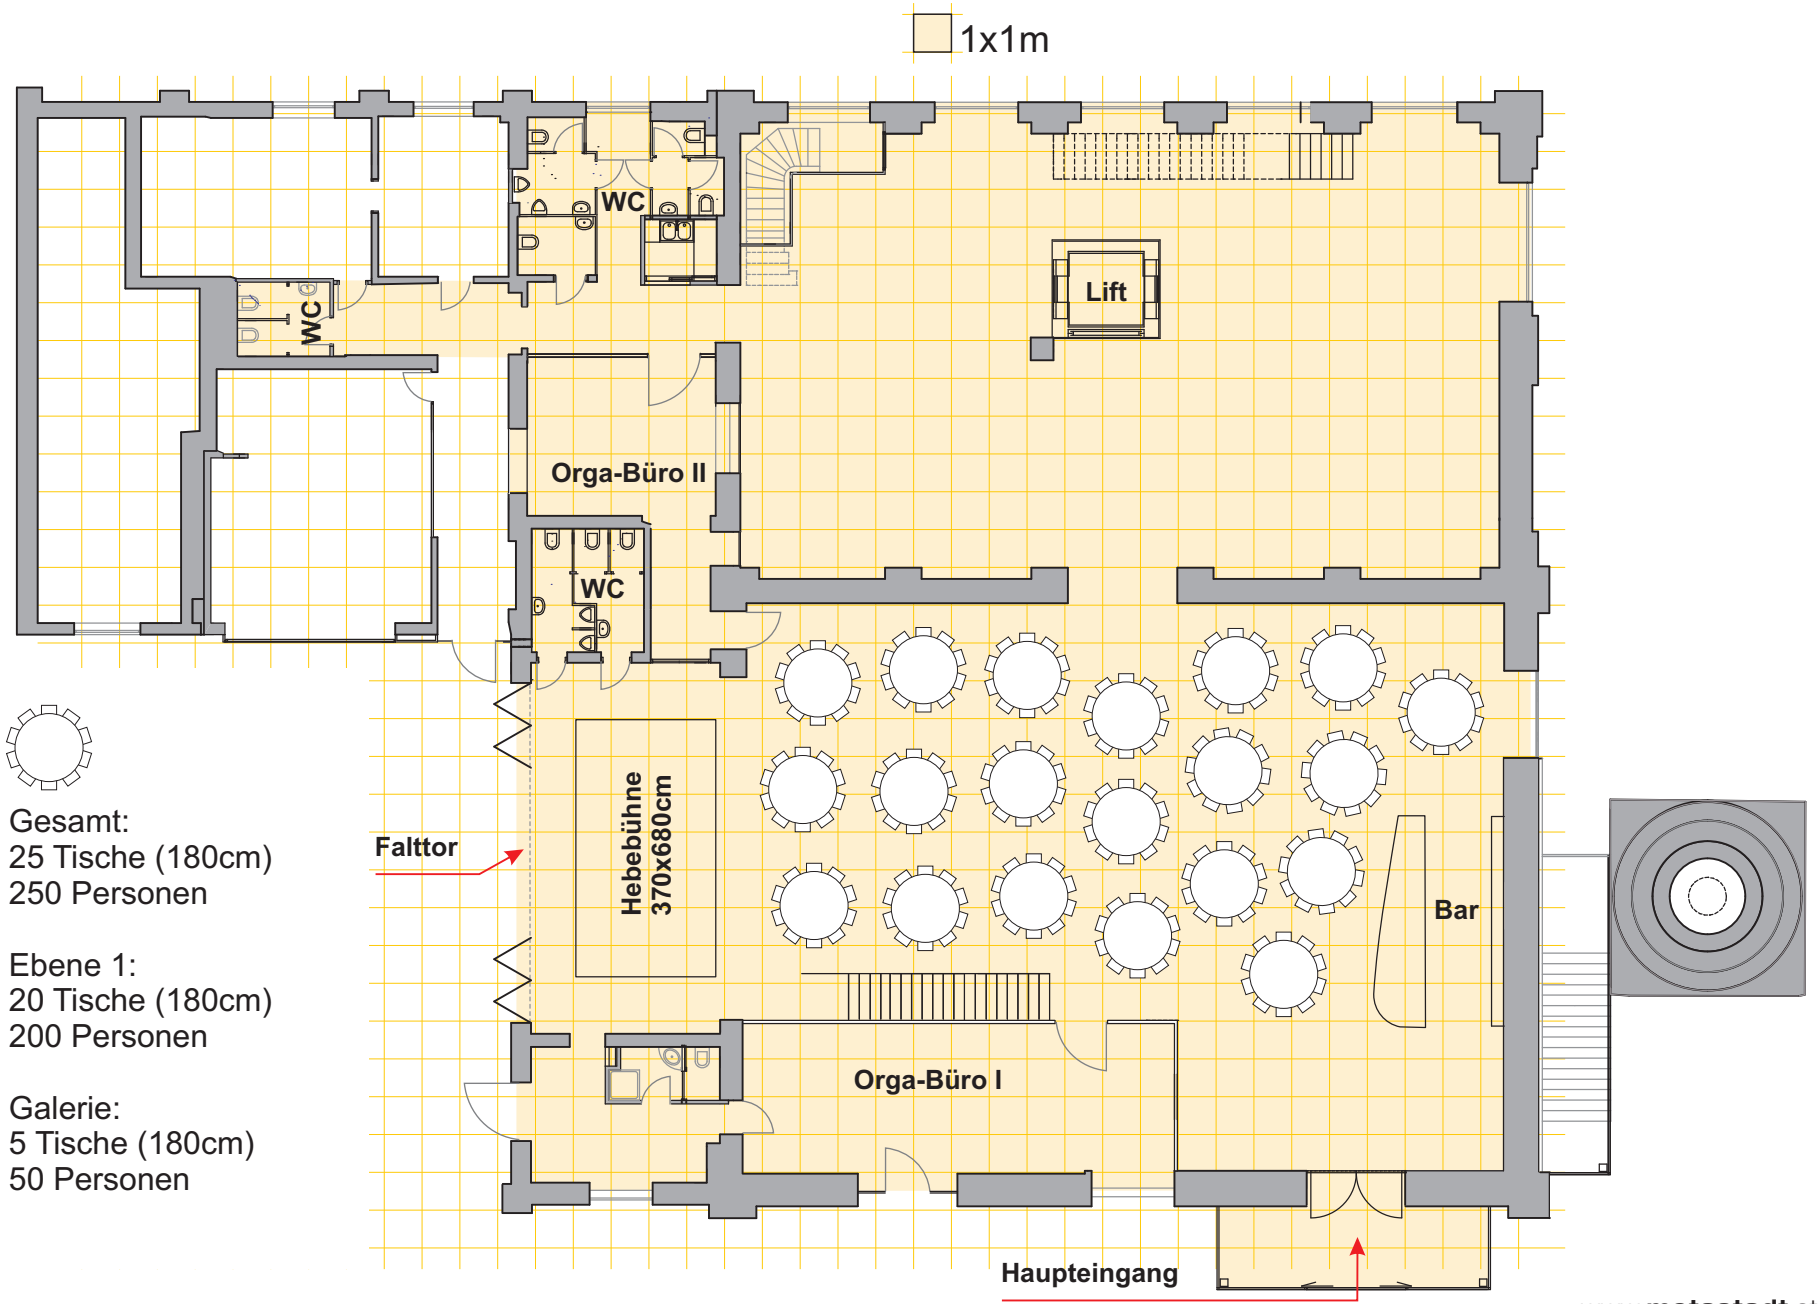 1x1m
WC
Lift
WC
Orga-Büro II
WC
Hebebühne
370x680cm
Falttor
Gesamt:
25 Tische (180cm)
250 Personen
Bar
Ebene 1:
20 Tische (180cm)
200 Personen
Orga-Büro I
Galerie:
5 Tische (180cm)
50 Personen
Haupteingang